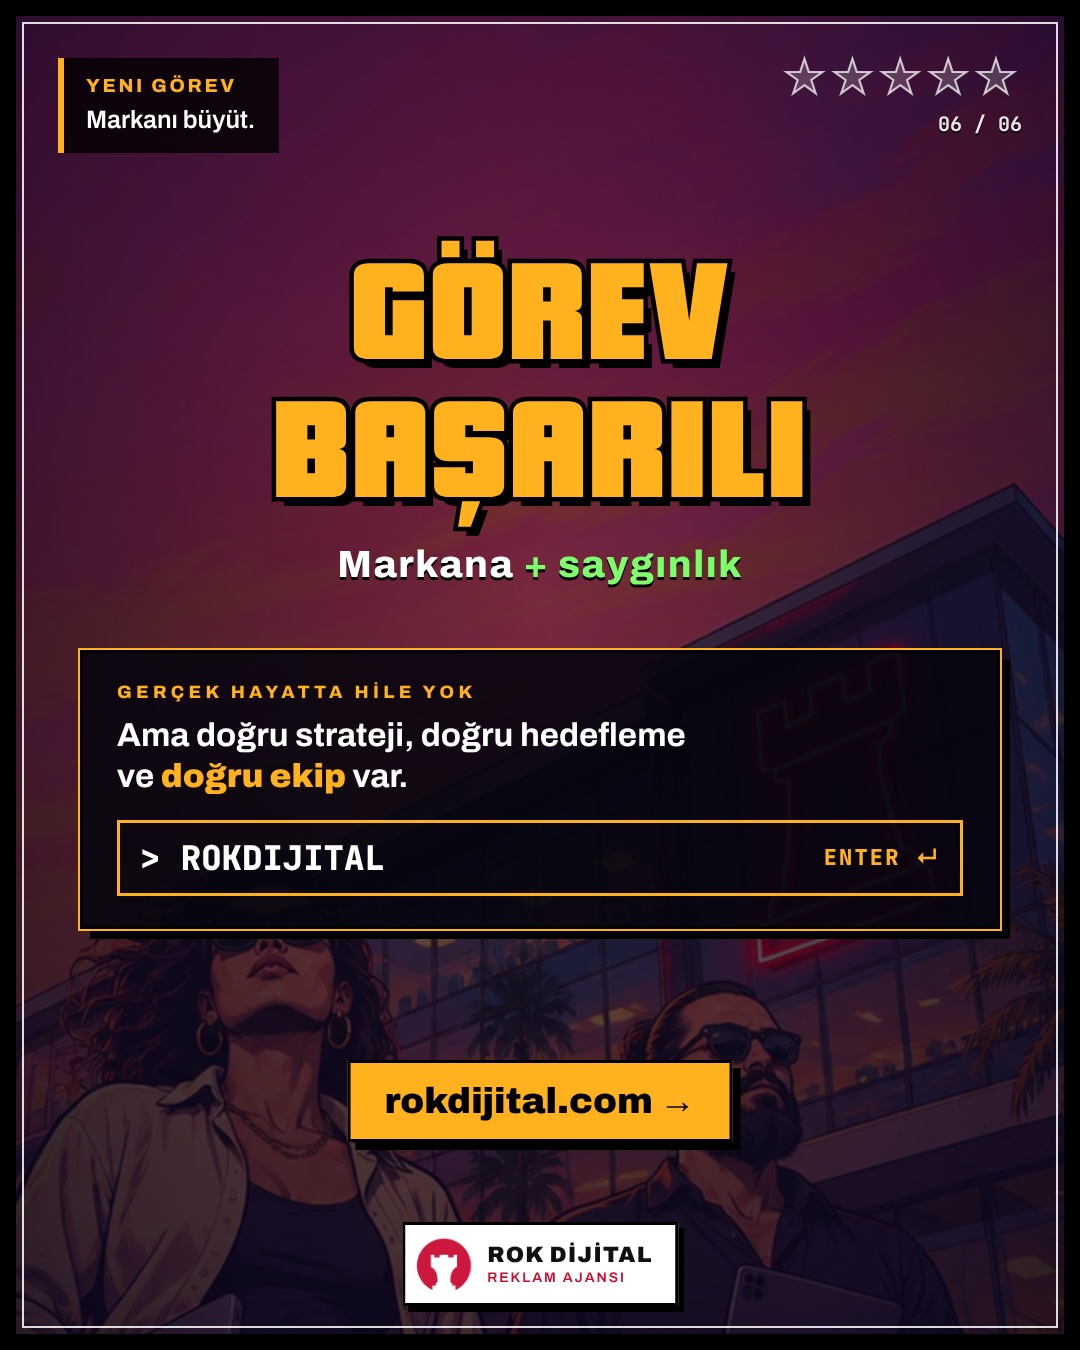 YENİ GÖREV
Markanı büyüt.
06 / 06
GÖREV
BAŞARILI
Markana + saygınlık
GERÇEK HAYATTA HİLE YOK
Ama doğru strateji, doğru hedefleme
ve doğru ekip var.
> ROKDIJITAL
ENTER ↵
rokdijital.com →
ROK DİJİTAL
REKLAM AJANSI